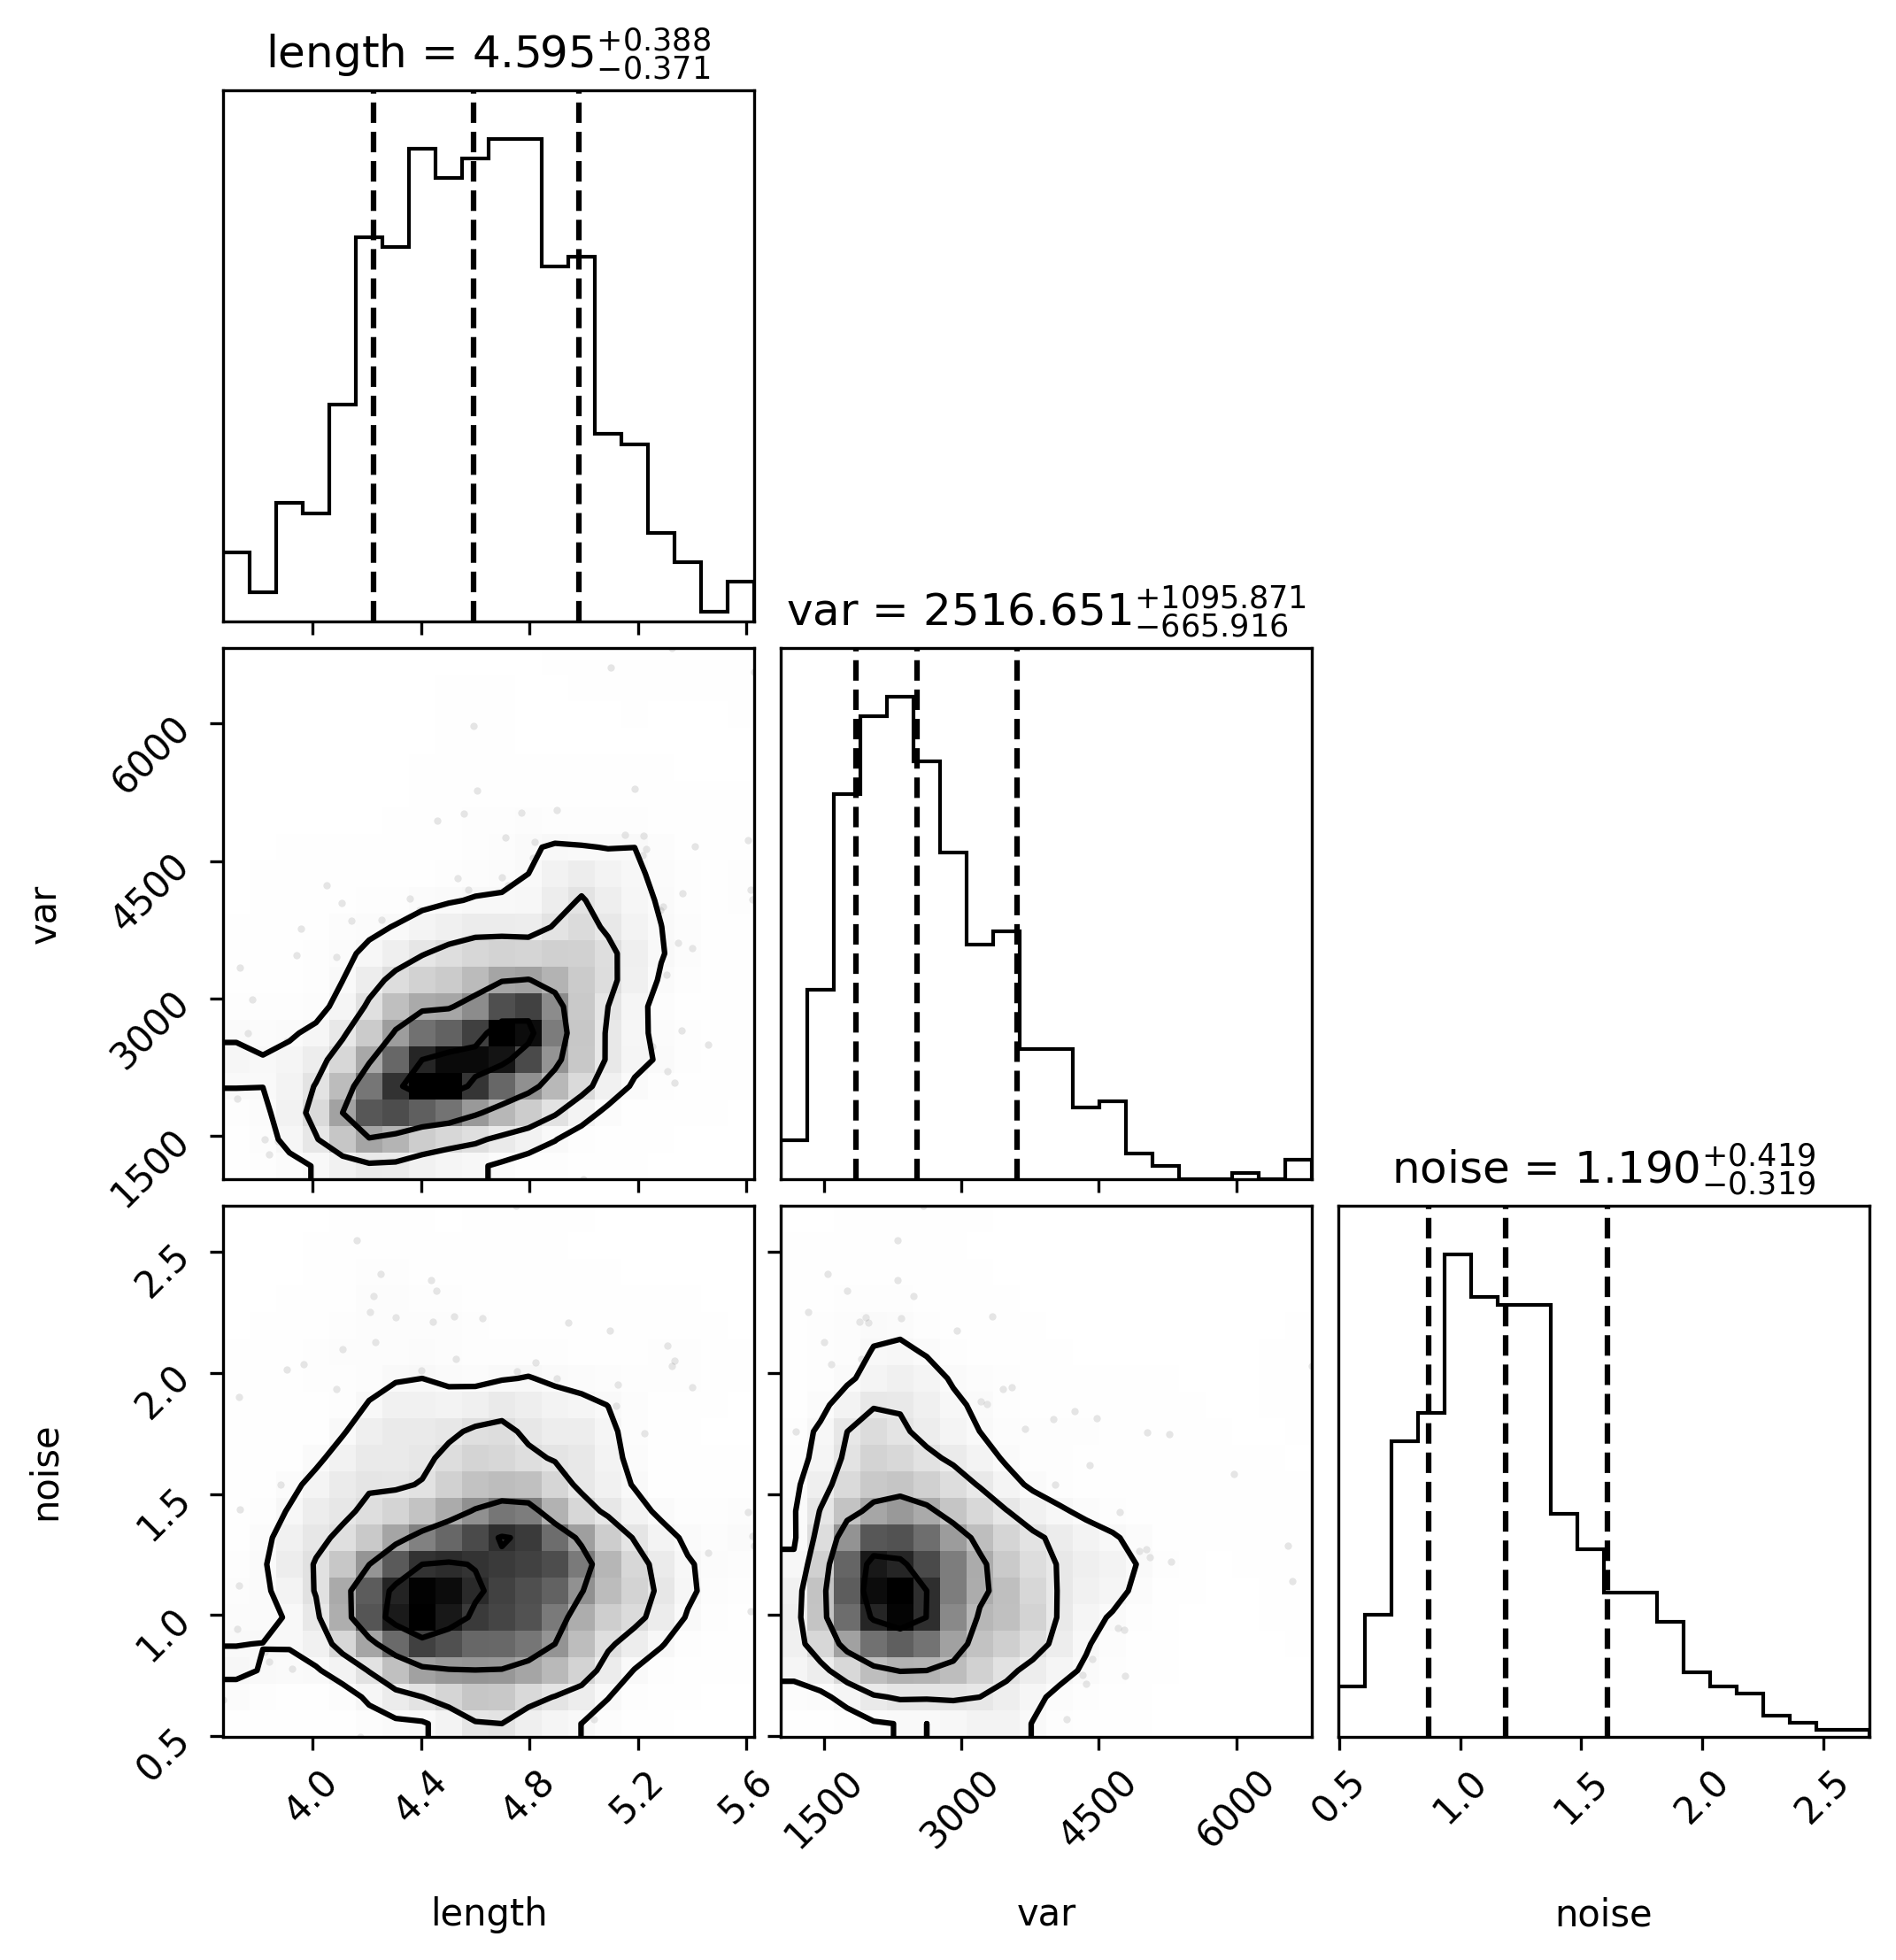 length = 4.595 +0.388 −0.371
var = 2516.651 +1095.871 −665.916
6000
4500
3000
1500
var
noise = 1.190 +0.419 −0.319
2.5
2.0
1.5
1.0
0.5
noise
4.0 4.4 4.8 5.2 5.6 1500 3000 4500 6000 0.5 1.0 1.5 2.0 2.5
length var noise